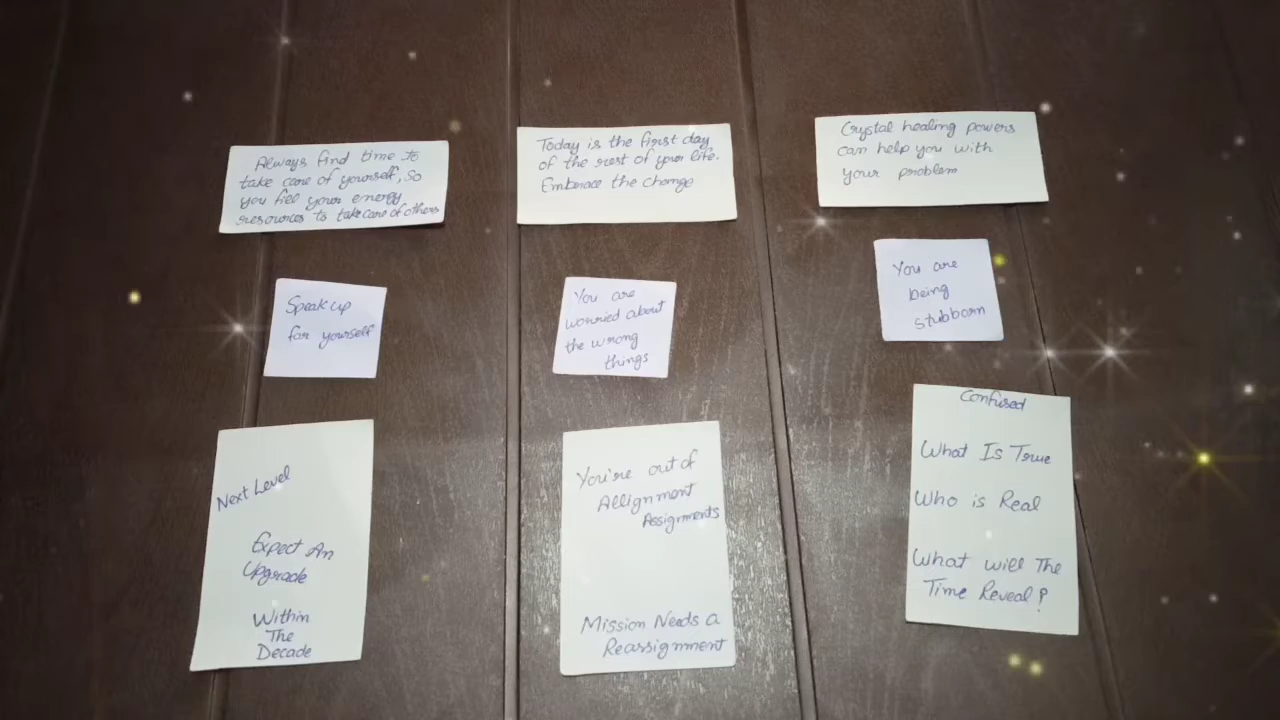 Always find time to
take care of yourself, so
you fill your energy
resources to take care of others
Today is the first day
of the rest of your life.
Embrace the change
Crystal healing powers
can help you with
your problem
Speak up
for yourself
You are
worried about
the wrong
things
You are
being
stubborn
Next Level
Expect An
Upgrade
Within
The
Decade
You're out of
Allignment
Assignments
Mission Needs a
Reassignment
Confused
What Is True
Who is Real
What will The
Time Reveal?